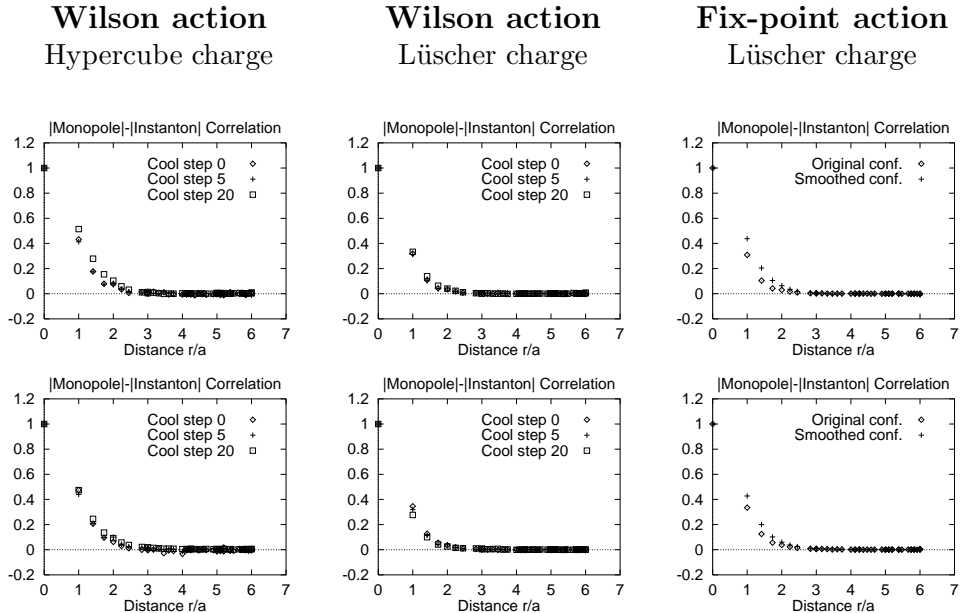 Wilson action
Hypercube charge
Wilson action
Lüscher charge
Fix-point action
Lüscher charge
|Monopole|-|Instanton| Correlation
1.2
1
0.8
0.6
0.4
0.2
0
-0.2
Cool step 0
Cool step 5
Cool step 20
0 1 2 3 4 5 6 7
Distance r/a
|Monopole|-|Instanton| Correlation
1.2
1
0.8
0.6
0.4
0.2
0
-0.2
Cool step 0
Cool step 5
Cool step 20
0 1 2 3 4 5 6 7
Distance r/a
|Monopole|-|Instanton| Correlation
1.2
1
0.8
0.6
0.4
0.2
0
-0.2
Original conf.
Smoothed conf.
0 1 2 3 4 5 6 7
Distance r/a
|Monopole|-|Instanton| Correlation
1.2
1
0.8
0.6
0.4
0.2
0
-0.2
Cool step 0
Cool step 5
Cool step 20
0 1 2 3 4 5 6 7
Distance r/a
|Monopole|-|Instanton| Correlation
1.2
1
0.8
0.6
0.4
0.2
0
-0.2
Cool step 0
Cool step 5
Cool step 20
0 1 2 3 4 5 6 7
Distance r/a
|Monopole|-|Instanton| Correlation
1.2
1
0.8
0.6
0.4
0.2
0
-0.2
Original conf.
Smoothed conf.
0 1 2 3 4 5 6 7
Distance r/a